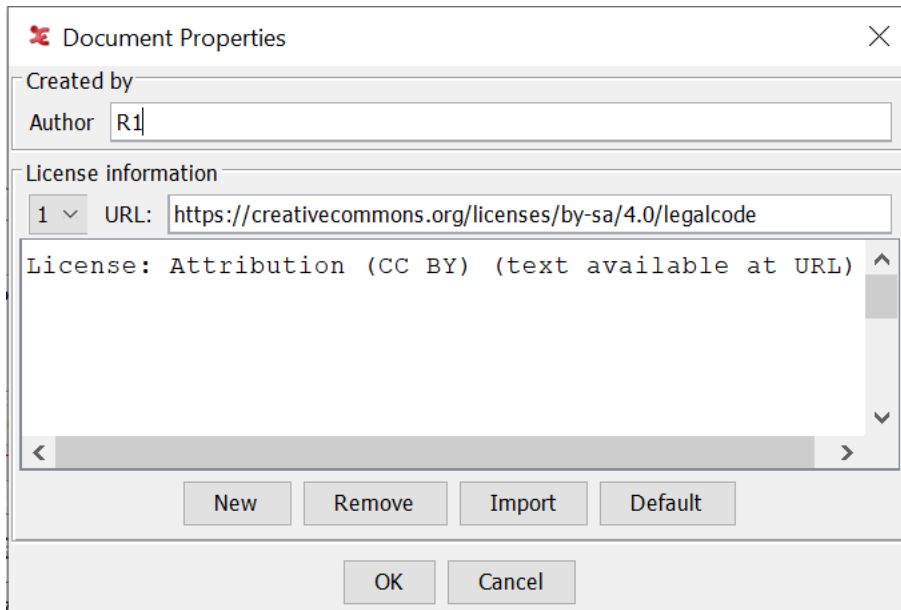 Document Properties
Created by
Author R1
License information
1 URL: https://creativecommons.org/licenses/by-sa/4.0/legalcode
License: Attribution (CC BY) (text available at URL)
New Remove Import Default
OK Cancel